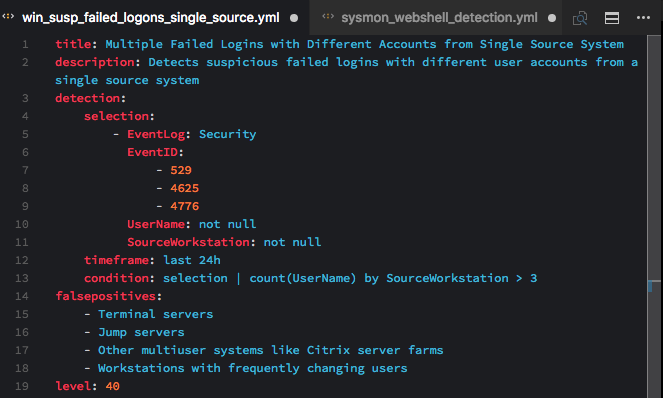 win_susp_failed_logons_single_source.yml ● sysmon_webshell_detection.yml ●
1 title: Multiple Failed Logins with Different Accounts from Single Source System
2 description: Detects suspicious failed logins with different user accounts from a
single source system
3 detection:
4 selection:
5 - EventLog: Security
6 EventID:
7 - 529
8 - 4625
9 - 4776
10 UserName: not null
11 SourceWorkstation: not null
12 timeframe: last 24h
13 condition: selection | count(UserName) by SourceWorkstation > 3
14 falsepositives:
15 - Terminal servers
16 - Jump servers
17 - Other multiuser systems like Citrix server farms
18 - Workstations with frequently changing users
19 level: 40